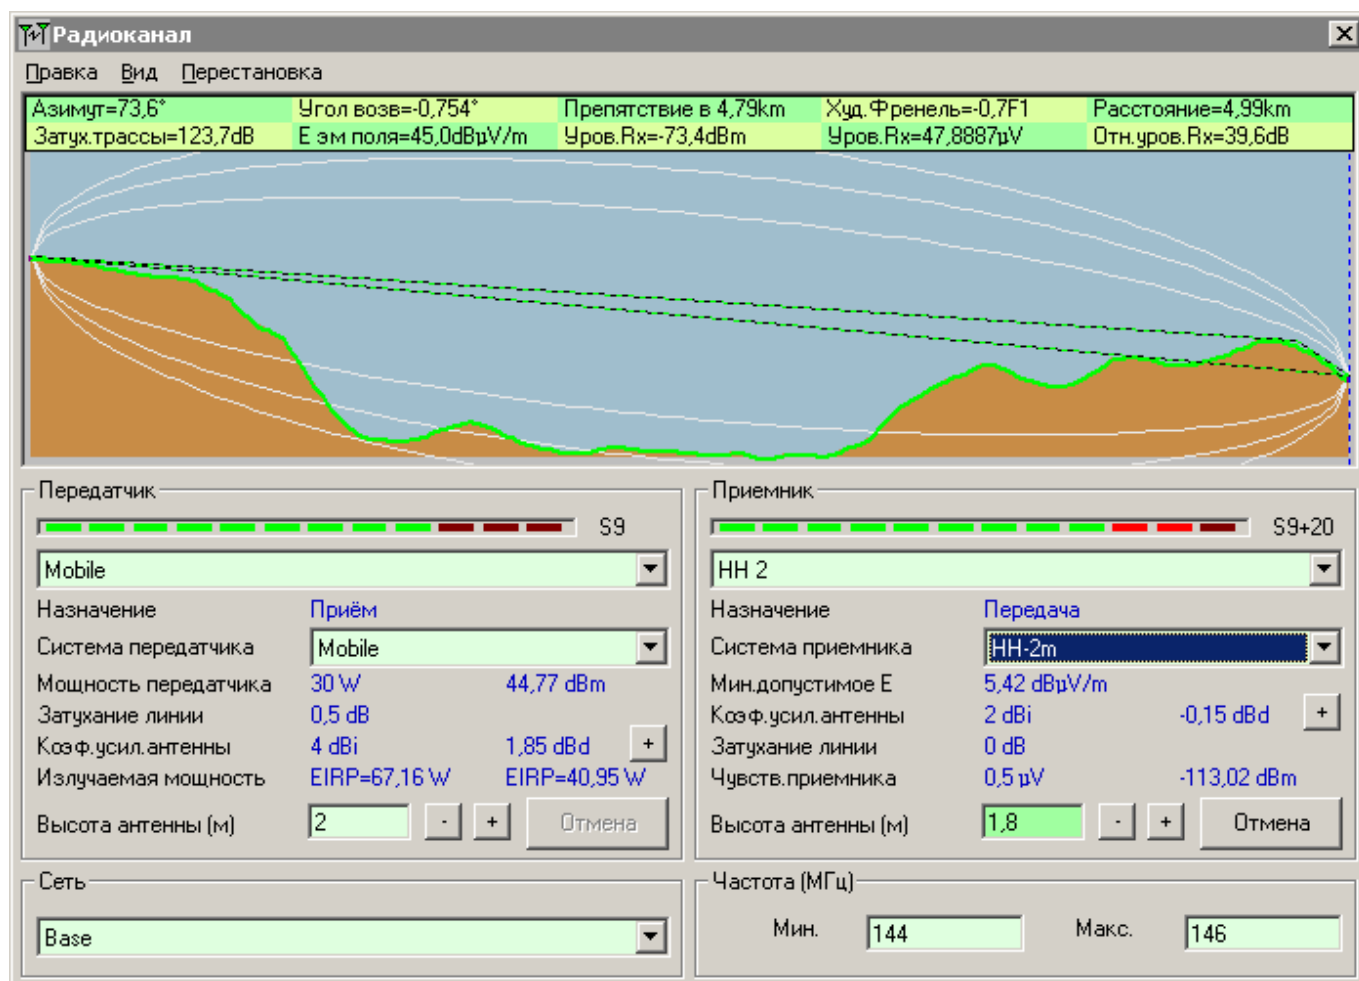 Радиоканал
Правка Вид Перестановка
Азимут=73,6° Угол возв=-0,754° Препятствие в 4,79km Худ.Френель=-0,7F1 Расстояние=4,99km
Затух.трассы=123,7dB E эм поля=45,0dBµV/m Уров.Rx=-73,4dBm Уров.Rx=47,8887µV Отн.уров.Rx=39,6dB
Передатчик
S9
Mobile
Назначение Приём
Система передатчика Mobile
Мощность передатчика 30 W 44,77 dBm
Затухание линии 0,5 dB
Коэф.усил.антенны 4 dBi 1,85 dBd +
Излучаемая мощность EIRP=67,16 W EIRP=40,95 W
Высота антенны (м) 2 - + Отмена
Приемник
S9+20
HH 2
Назначение Передача
Система приемника HH-2m
Мин.допустимое E 5,42 dBµV/m
Коэф.усил.антенны 2 dBi -0,15 dBd +
Затухание линии 0 dB
Чувств.приемника 0,5 µV -113,02 dBm
Высота антенны (м) 1,8 - + Отмена
Сеть
Base
Частота (МГц)
Мин. 144 Макс. 146